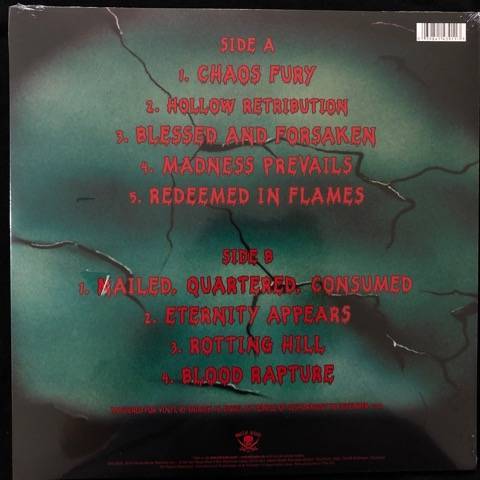 SIDE A
1. CHAOS FURY
2. HOLLOW RETRIBUTION
3. BLESSED AND FORSAKEN
4. MADNESS PREVAILS
5. REDEEMED IN FLAMES
SIDE B
1. NAILED. QUARTERED. CONSUMED
2. ETERNITY APPEARS
3. ROTTING HILL
4. BLOOD RAPTURE